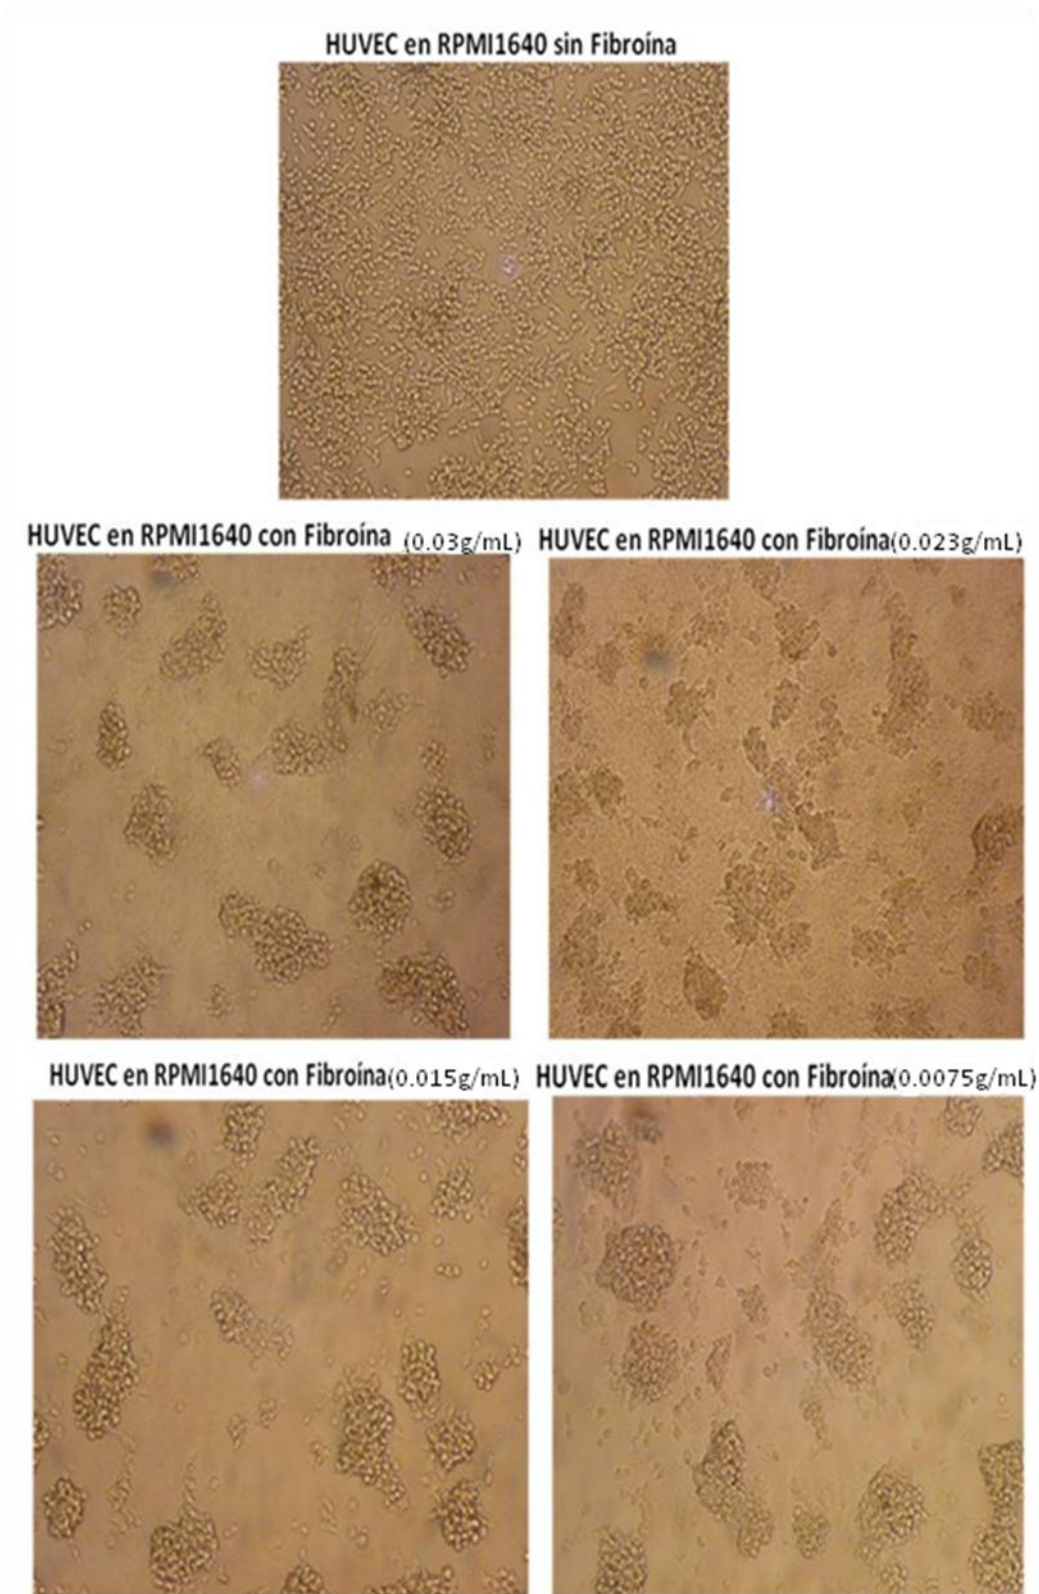 HUVEC en RPMI1640 sin Fibroína
HUVEC en RPMI1640 con Fibroína (0.03g/mL)
HUVEC en RPMI1640 con Fibroína(0.023g/mL)
HUVEC en RPMI1640 con Fibroína(0.015g/mL)
HUVEC en RPMI1640 con Fibroína(0.0075g/mL)